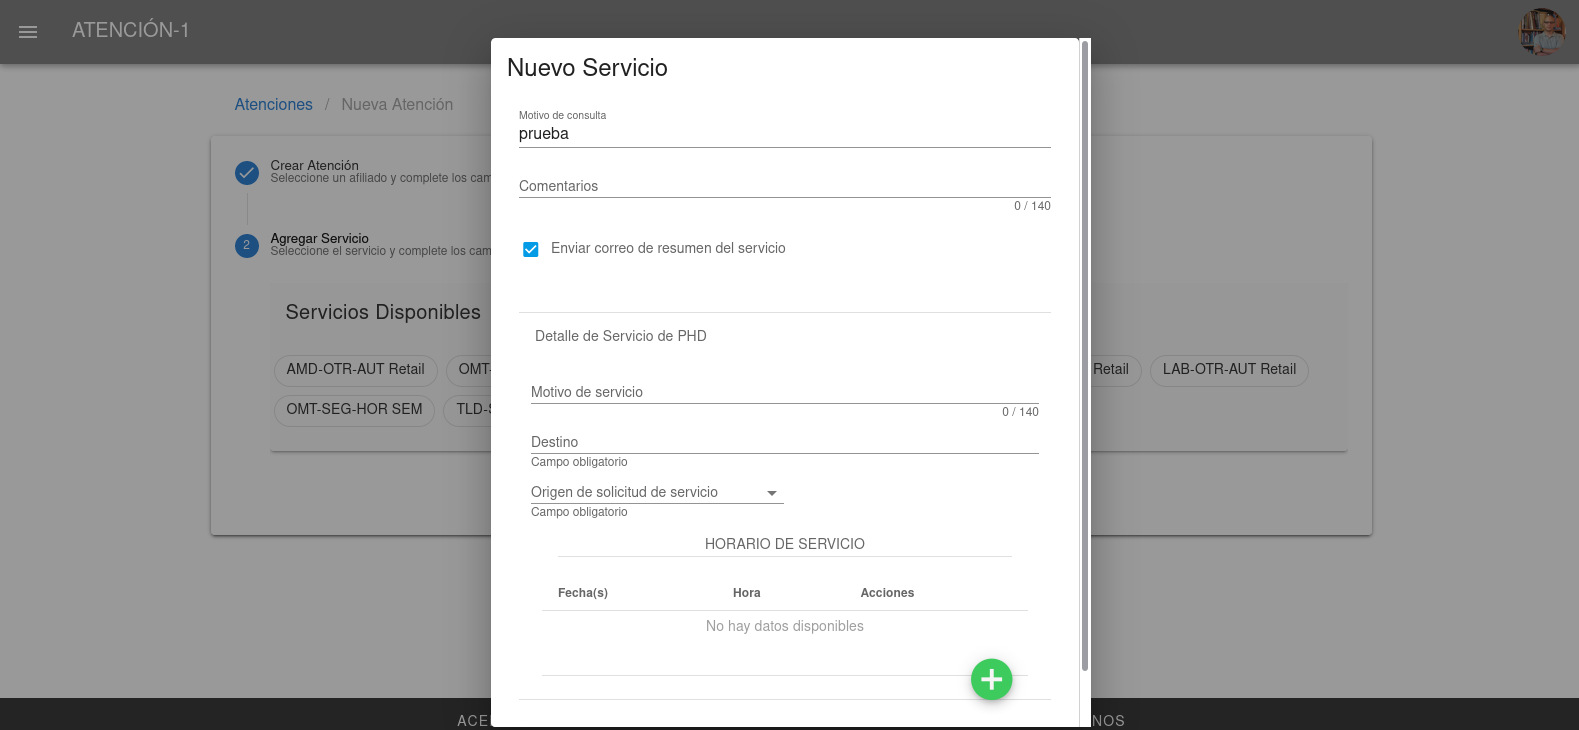 ATENCIÓN-1
Atenciones / Nueva Atención
Crear Atención
Seleccione un afiliado y complete los cam
2 Agregar Servicio
Seleccione el servicio y complete los cam
Servicios Disponibles
AMD-OTR-AUT Retail OMT- Retail LAB-OTR-AUT Retail
OMT-SEG-HOR SEM TLD-S
Nuevo Servicio
Motivo de consulta
prueba
Comentarios
0 / 140
Enviar correo de resumen del servicio
Detalle de Servicio de PHD
Motivo de servicio
0 / 140
Destino
Campo obligatorio
Origen de solicitud de servicio
Campo obligatorio
HORARIO DE SERVICIO
Fecha(s) Hora Acciones
No hay datos disponibles
ACE NOS